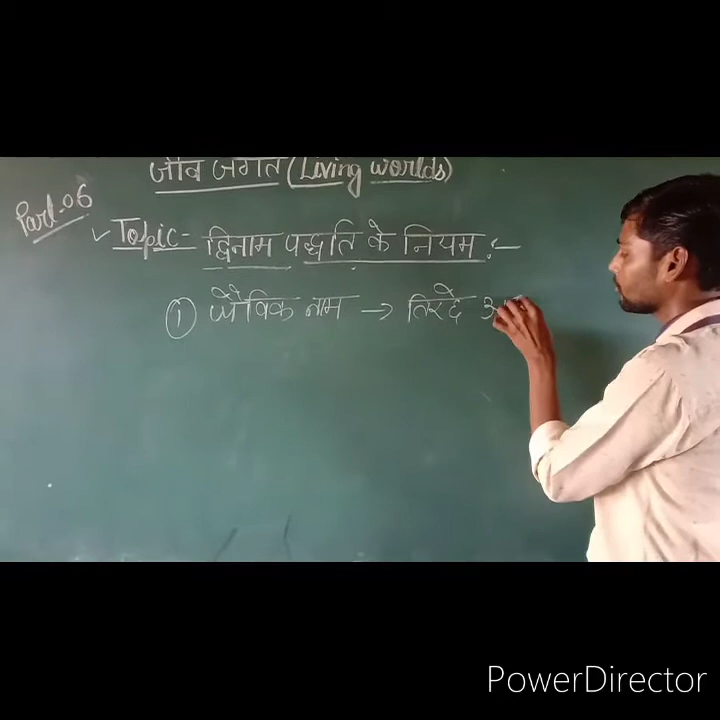 जीव जगत (Living worlds)
Part-06
✓ Topic:- द्विनाम पद्धति के नियम :-
① जैविक नाम → तिरछे
PowerDirector